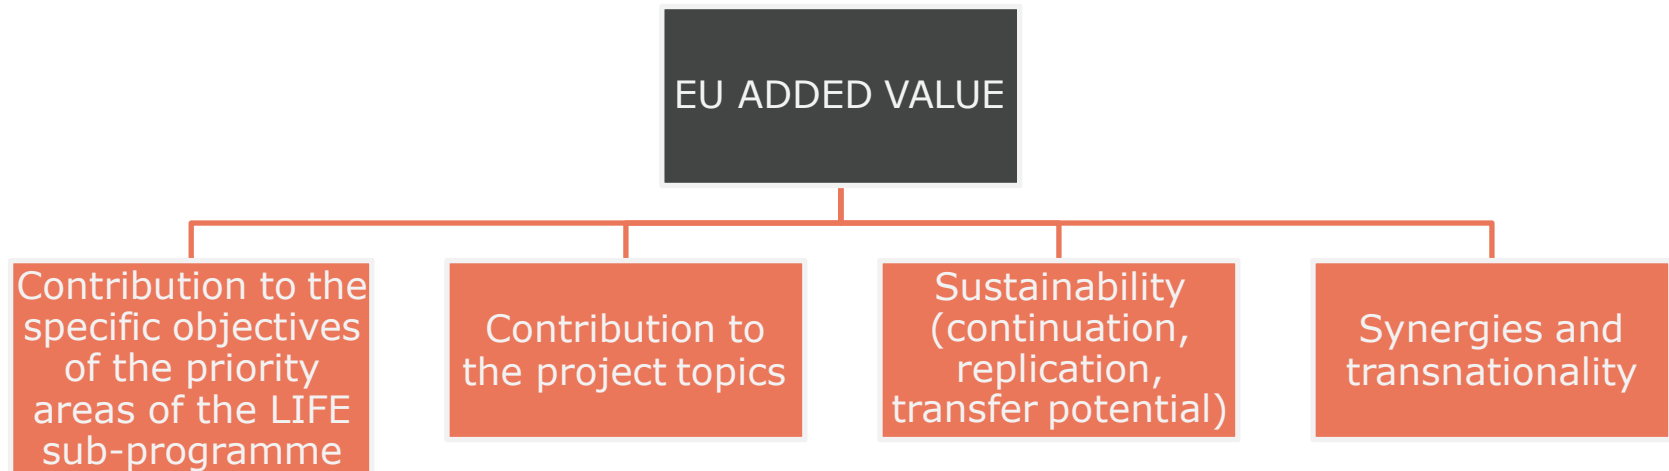 EU ADDED VALUE
Contribution to the
specific objectives
of the priority
areas of the LIFE
sub-programme
Contribution to
the project topics
Sustainability
(continuation,
replication,
transfer potential)
Synergies and
transnationality